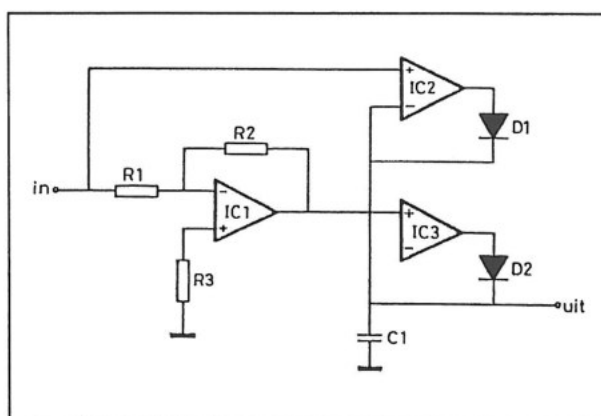 +
IC2
−
D1
R2
in
R1
−
IC1
+
+
IC3
−
D2
R3
uit
C1